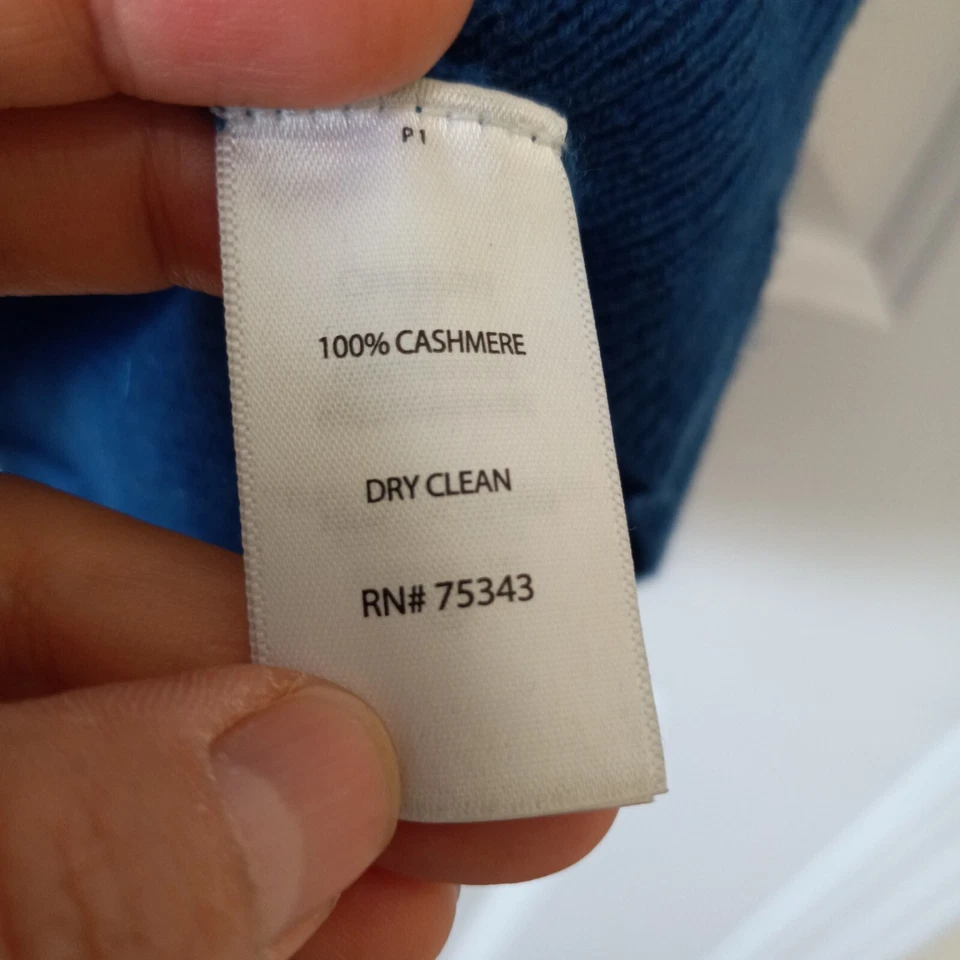 P1
100% CASHMERE
DRY CLEAN
RN# 75343